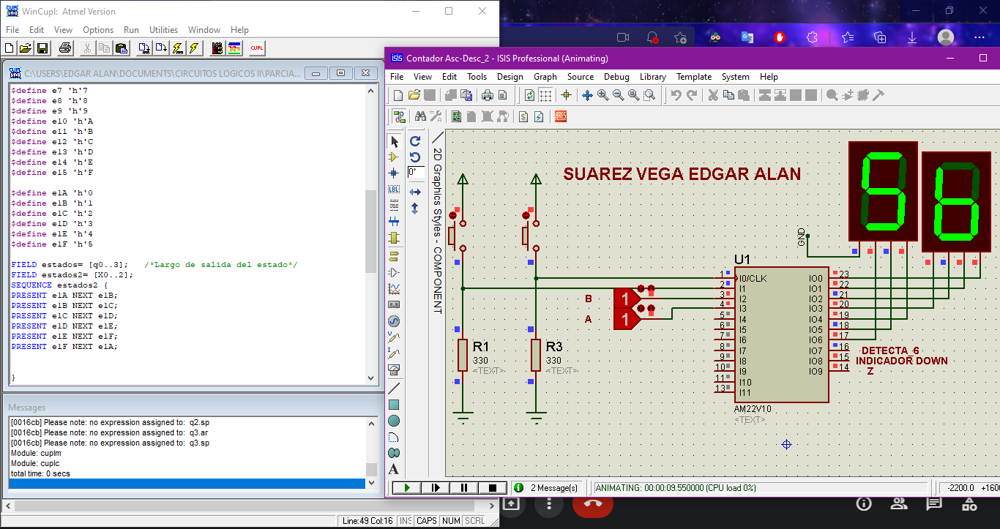 WinCupl: Atmel Version
File Edit View Options Run Utilities Window Help
CUPL
C:\USERS\EDGAR ALAN\DOCUMENTS\CIRCUITOS LOGICOS II\PARCIA...
$define e7 'h'7
$define e8 'h'8
$define e9 'h'9
$define e10 'h'A
$define e11 'h'B
$define e12 'h'C
$define e13 'h'D
$define e14 'h'E
$define e15 'h'F
$define e1A 'h'0
$define e1B 'h'1
$define e1C 'h'2
$define e1D 'h'3
$define e1E 'h'4
$define e1F 'h'5
FIELD estados= [q0..3]; /*Largo de salida del estado*/
FIELD estados2= [X0..2];
SEQUENCE estados2 {
PRESENT e1A NEXT e1B;
PRESENT e1B NEXT e1C;
PRESENT e1C NEXT e1D;
PRESENT e1D NEXT e1E;
PRESENT e1E NEXT e1F;
PRESENT e1F NEXT e1A;
}
Messages
[0016cb] Please note: no expression assigned to: q2.sp
[0016cb] Please note: no expression assigned to: q3.ar
[0016cb] Please note: no expression assigned to: q3.sp
Module: cuplm
Module: cuplc
total time: 0 secs
Line:49 Col:16 INS CAPS NUM SCRL
Contador Asc-Desc_2 - ISIS Professional (Animating)
File View Edit Tools Design Graph Source Debug Library Template System Help
ARES
LBL
0°
A
2D Graphics Styles - COMPONENT
SUAREZ VEGA EDGAR ALAN
56
GND
U1
1 I0/CLK IO0 23
2 I1 IO1 22
3 I2 IO2 21
4 I3 IO3 20
5 I4 IO4 19
6 I5 IO5 18
7 I6 IO6 17
8 I7 IO7 16
9 I8 IO8 15
10 I9 IO9 14
11 I10
13 I11
AM22V10
<TEXT>
B 1
A 1
R1
330
<TEXT>
R3
330
<TEXT>
DETECTA_6
INDICADOR DOWN
Z
2 Message(s)
ANIMATING: 00:00:09.550000 (CPU load 0%)
-2200.0 +1600